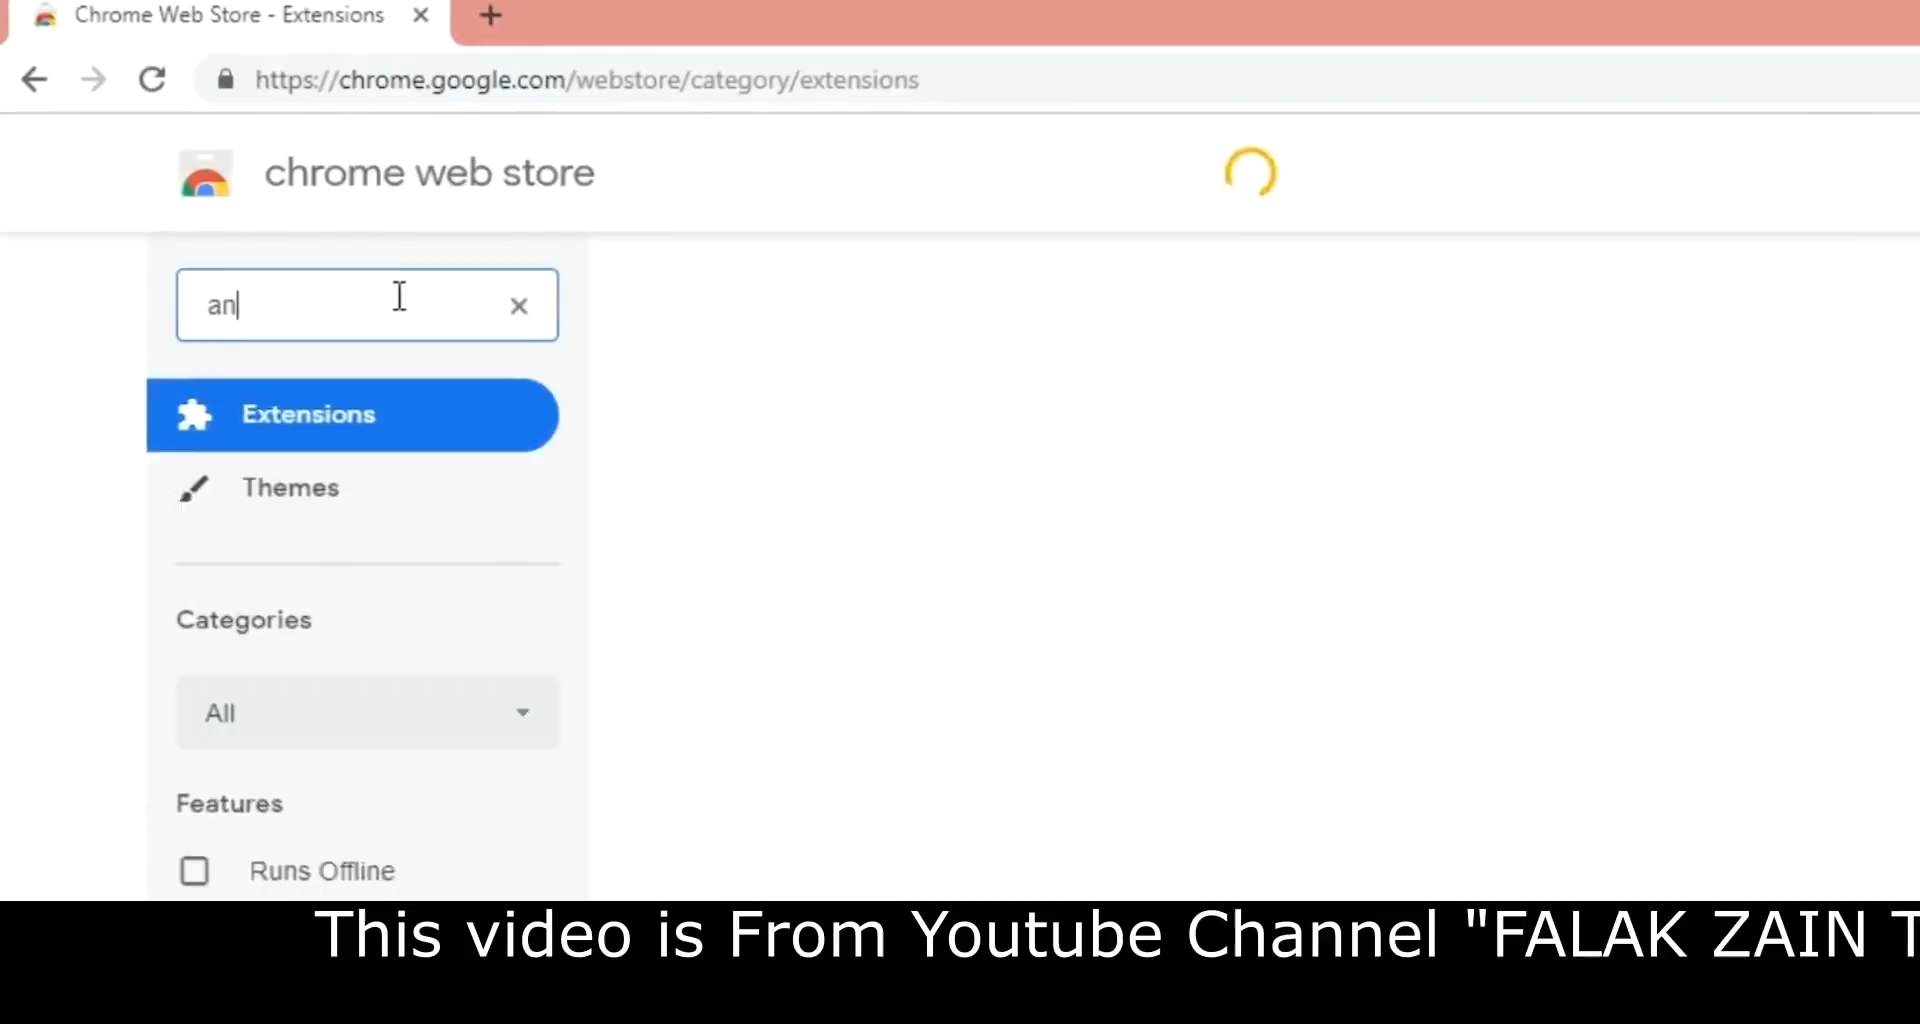 Chrome Web Store - Extensions
https://chrome.google.com/webstore/category/extensions
chrome web store
an
Extensions
Themes
Categories
All
Features
Runs Offline
This video is From Youtube Channel "FALAK ZAIN T